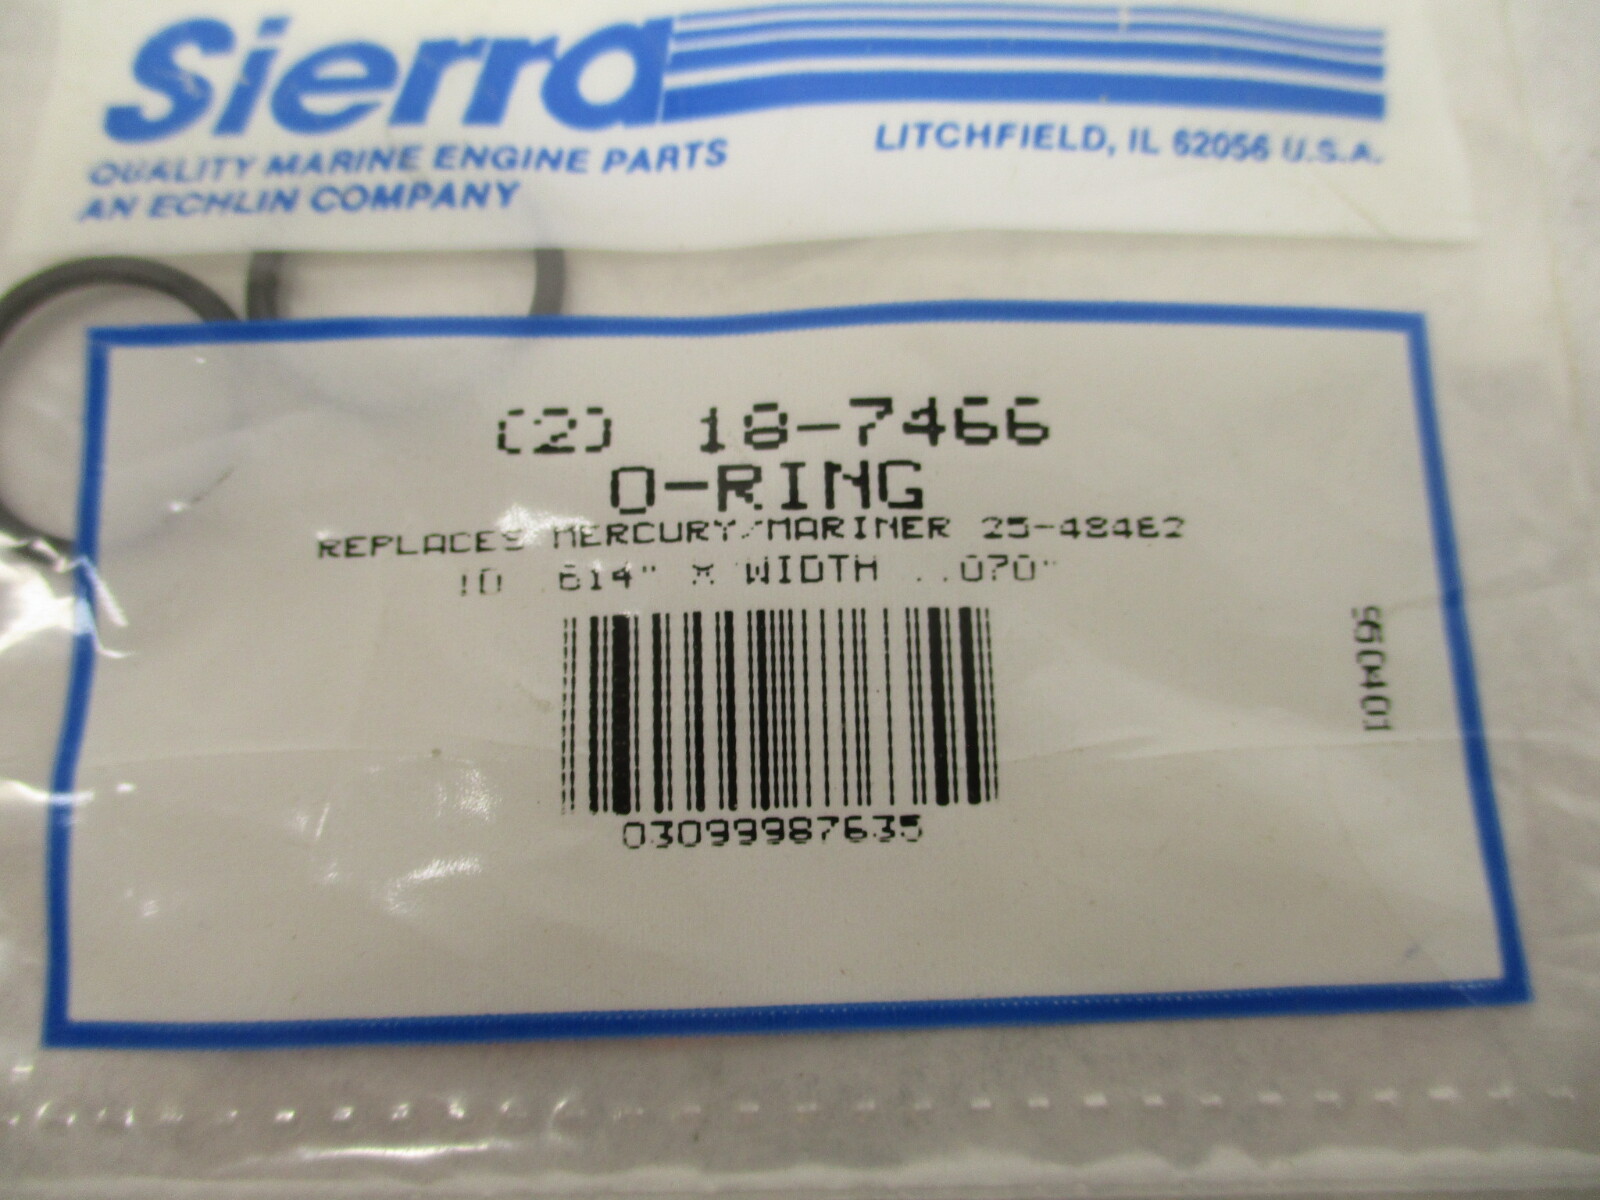 Sierra
QUALITY MARINE ENGINE PARTS
AN ECHLIN COMPANY
LITCHFIELD, IL 62056 U.S.A.
(2) 18-7466
O-RING
REPLACES MERCURY/MARINER 25-48462
ID .614" X WIDTH .070"
03099987635
950401